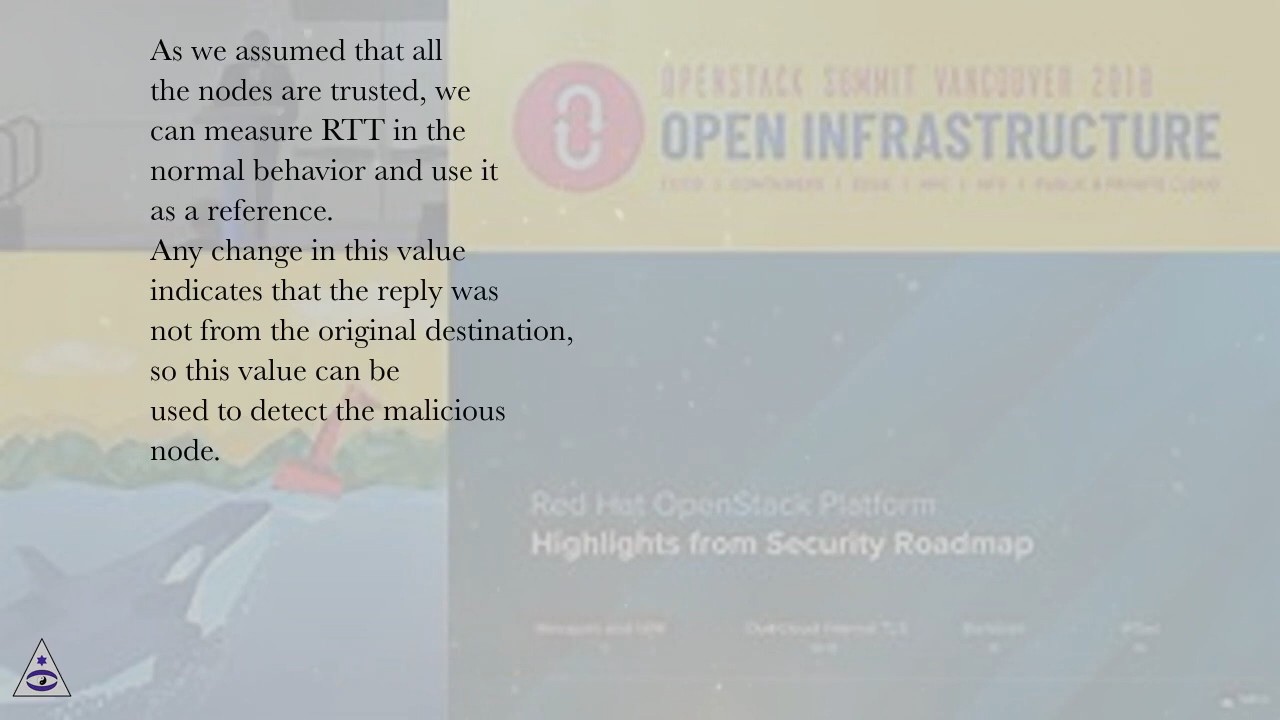 As we assumed that all
the nodes are trusted, we
can measure RTT in the
normal behavior and use it
as a reference.
Any change in this value
indicates that the reply was
not from the original destination,
so this value can be
used to detect the malicious
node.
OPENSTACK SUMMIT VANCOUVER 2018
OPEN INFRASTRUCTURE
Red Hat OpenStack Platform
Highlights from Security Roadmap